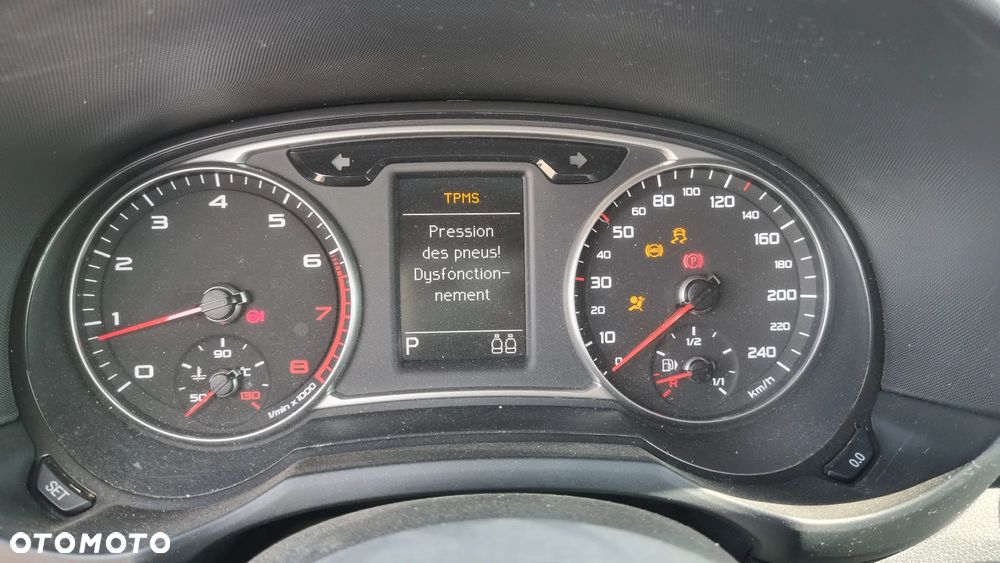 TPMS
Pression
des pneus!
Dysfonction-
nement
P
0
1
2
3
4
5
6
7
8
1/min x 1000
50
90
130
°C
0
10
30
40
50
60
80
100
120
140
160
180
200
220
240
km/h
ABS
P
R
1/2
1/1
SET
0.0
OTOMOTO